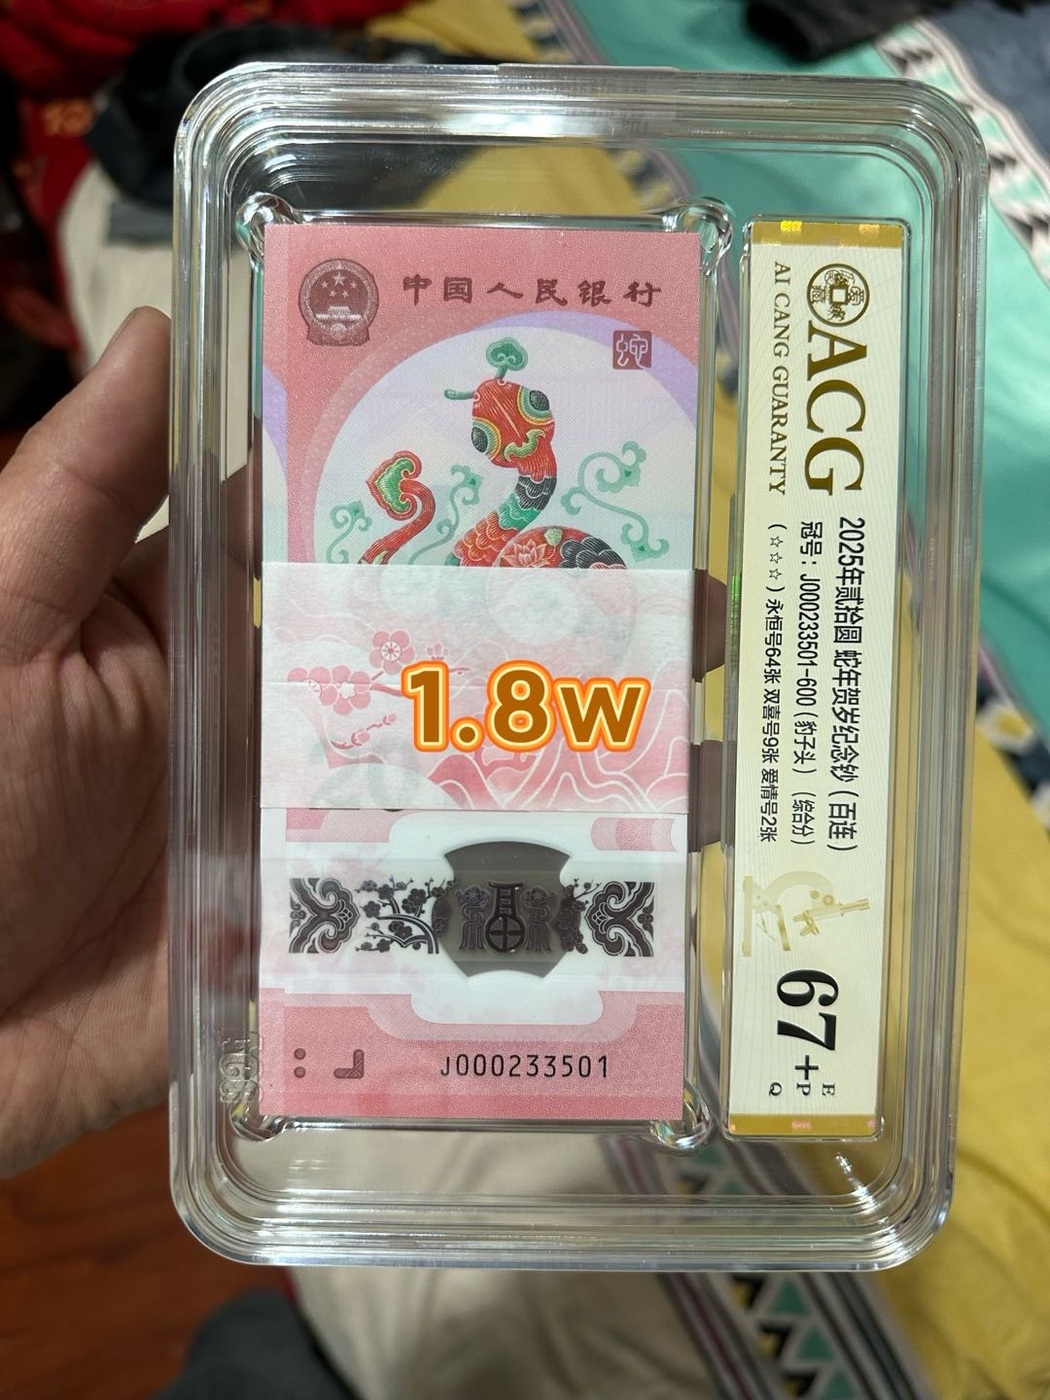 中国人民银行
蛇
1.8w
J000233501
ACG
AI CANG GUARANTY
2025年贰拾圆 蛇年贺岁纪念钞（百连）
冠号：J000233501-600（豹子头）（综合分）
（☆☆☆）永恒号64张 双喜号9张 爱情号2张
67+
E
P
Q